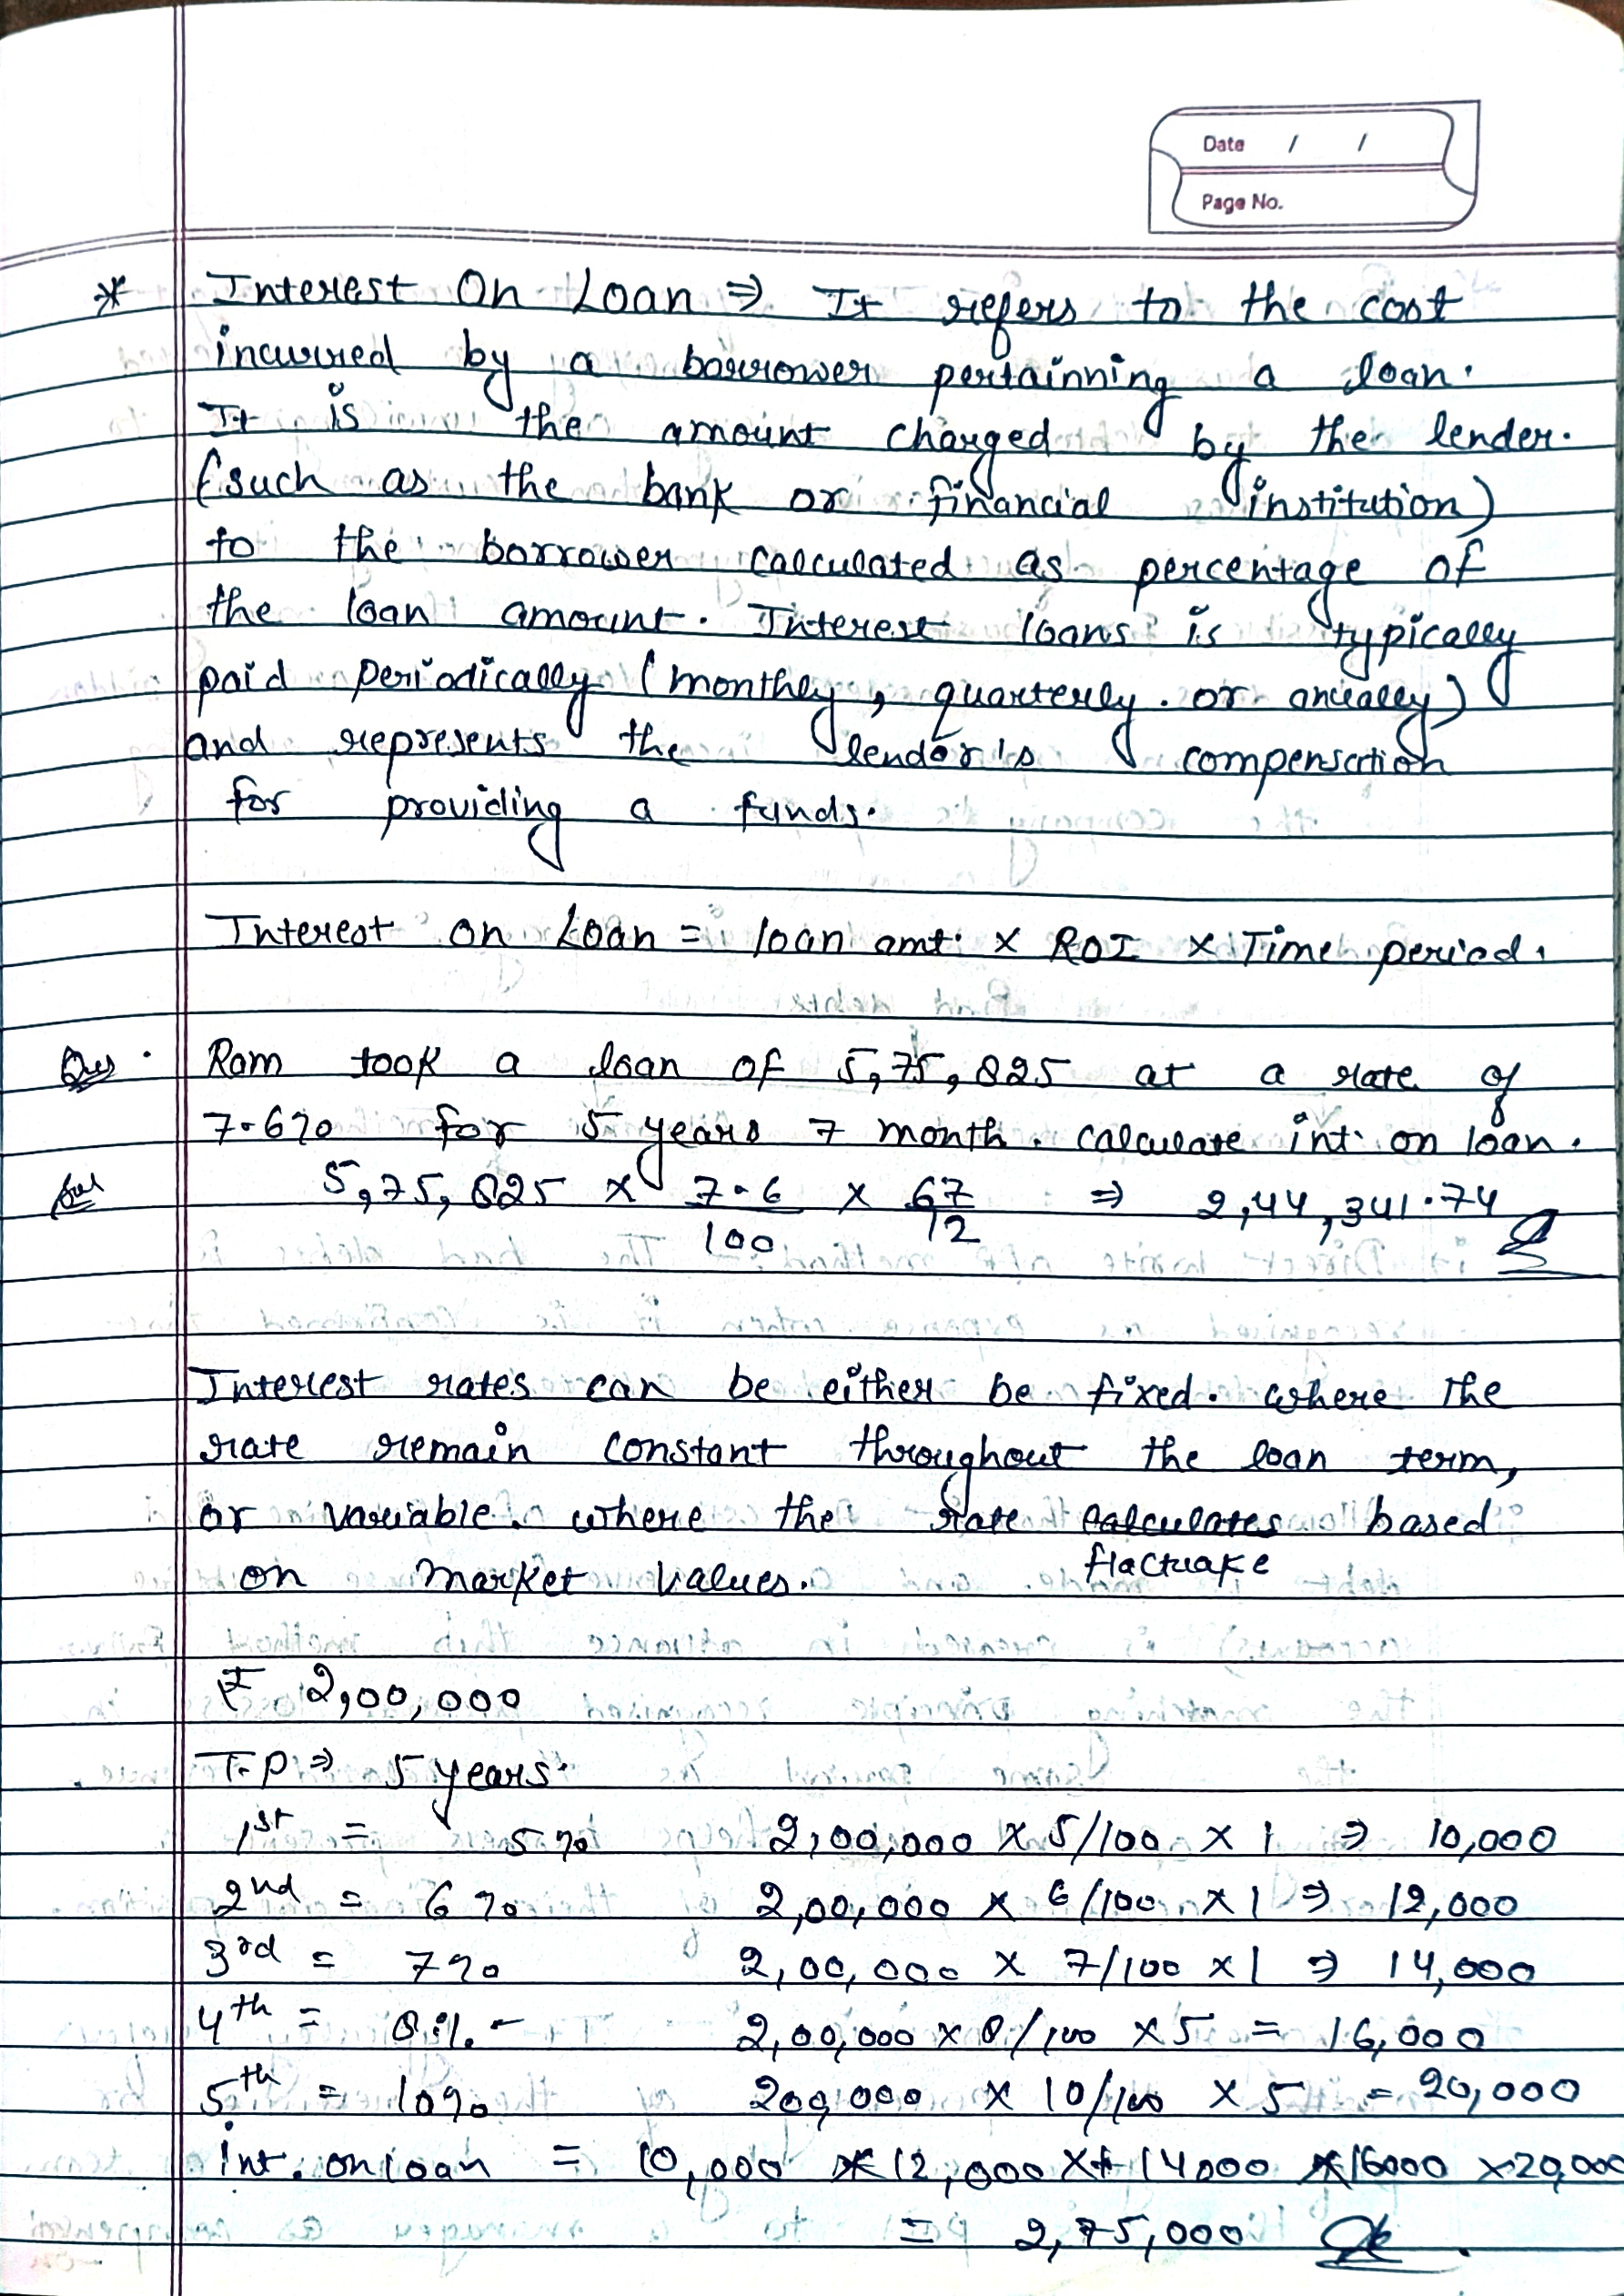 Date / /
Page No.
* Interest On Loan ⇒ It refers to the cost
incurred by a borrower pertainning a loan.
It is the amount charged by the lender.
(such as the bank or financial institution)
to the borrower calculated as percentage of
the loan amount. Interest loans is typically
paid periodically (monthly, quarterly. or anually)
and represents the lender's compensation
for providing a funds.
Interest on Loan = loan amt. x ROI x Time period.
Ques. Ram took a loan of 5,75,825 at a rate of
7.6% for 5 years 7 month. calculate int. on loan.
Sol 5,75,825 x 7.6/100 x 67/12 ⇒ 2,44,341.74
Interest rates can be either be fixed. where the
rate remain constant throughout the loan term,
or variable. where the rate calculates based
flactuake
on market values.
₹ 2,00,000
T.P ⇒ 5 years.
1st = 5% 2,00,000 x 5/100 x 1 ⇒ 10,000
2nd = 6% 2,00,000 x 6/100 x 1 ⇒ 12,000
3rd = 7% 2,00,000 x 7/100 x 1 ⇒ 14,000
4th = 8% - 2,00,000 x 8/100 x 5 = 16,000
5th = 10% 200,000 x 10/100 x 5 = 20,000
int. on loan = 10,000 x 12,000 x+ 14000 x 16000 x 20,000
= 2,75,000